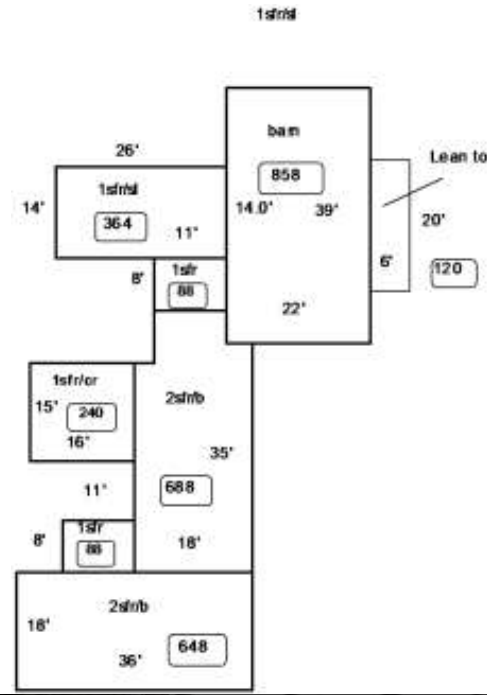 1sfr/sl
barn
26'
Lean to
858
1sfr/sl
14'
364
14.0'
39'
20'
11'
8'
1sfr
6'
120
88
22'
1sfr/cr
2sfr/b
15'
240
16'
35'
11'
688
1sfr
8'
88
18'
2sfr/b
18'
648
36'